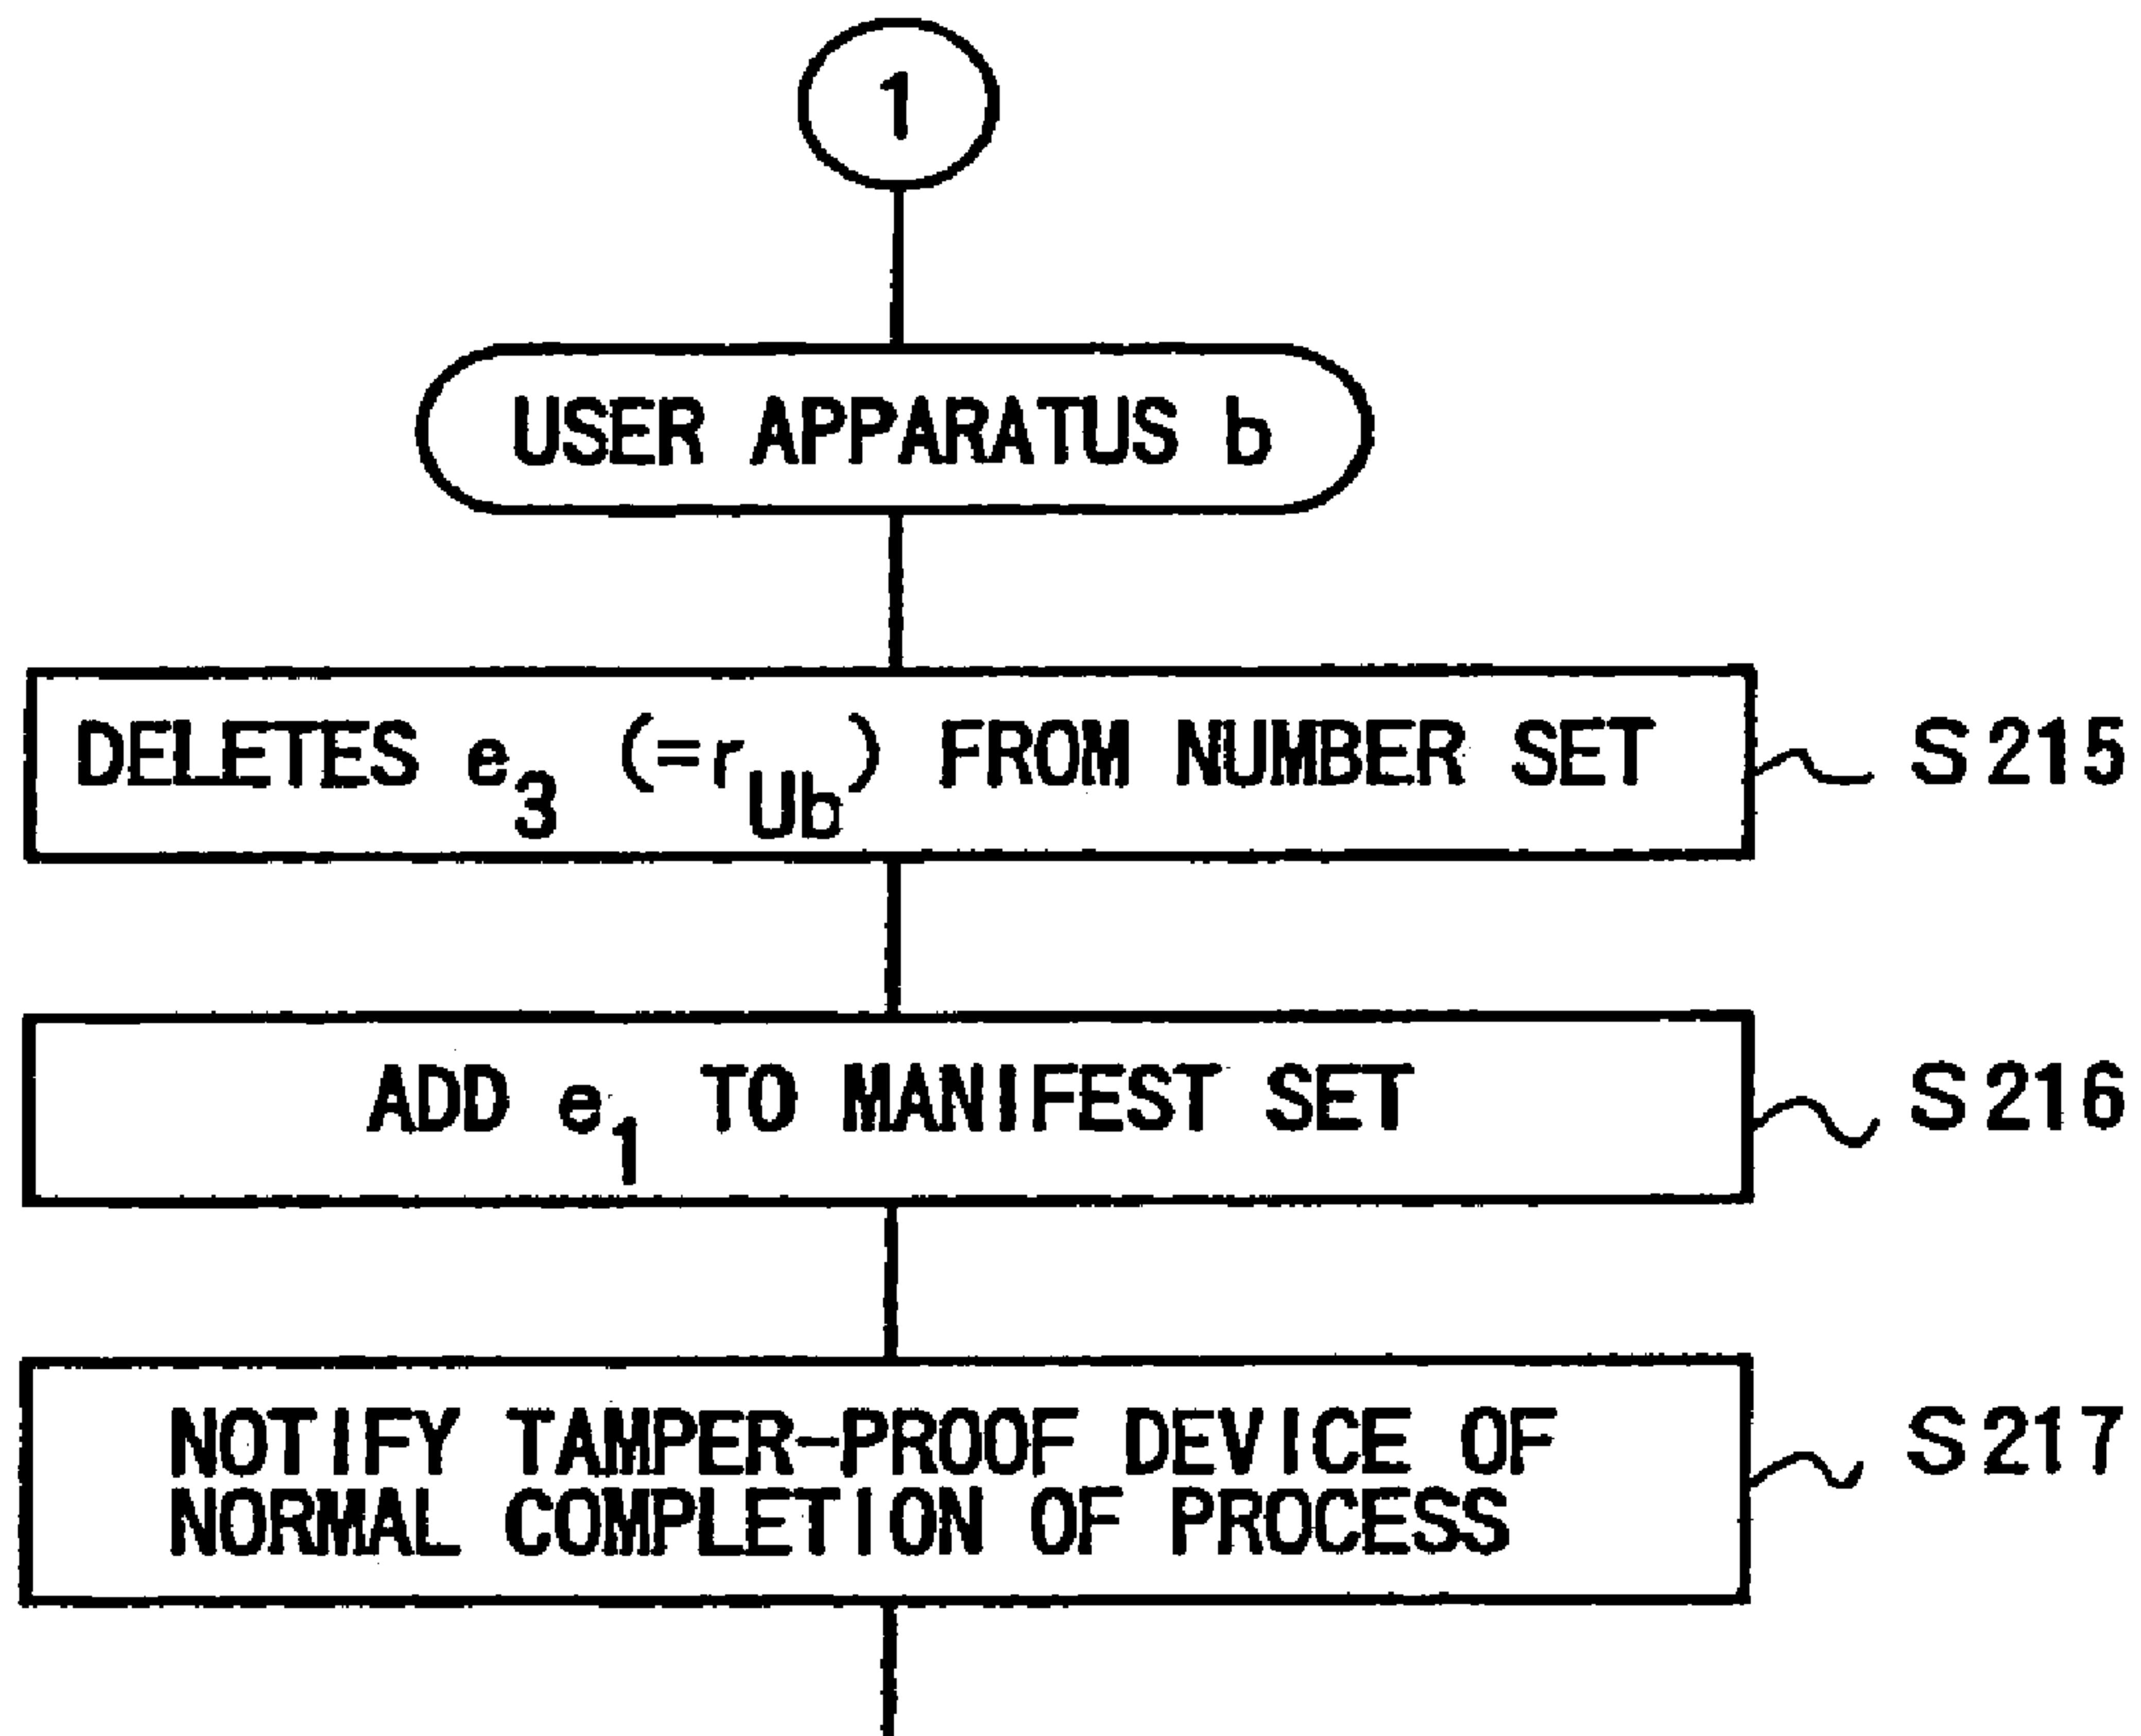 1
USER APPARATUS b
DELETES e₃ (=r_Ub) FROM NUMBER SET
S215
ADD e₁ TO MANIFEST SET
S216
NOTIFY TAMPER-PROOF DEVICE OF
NORMAL COMPLETION OF PROCESS
S217